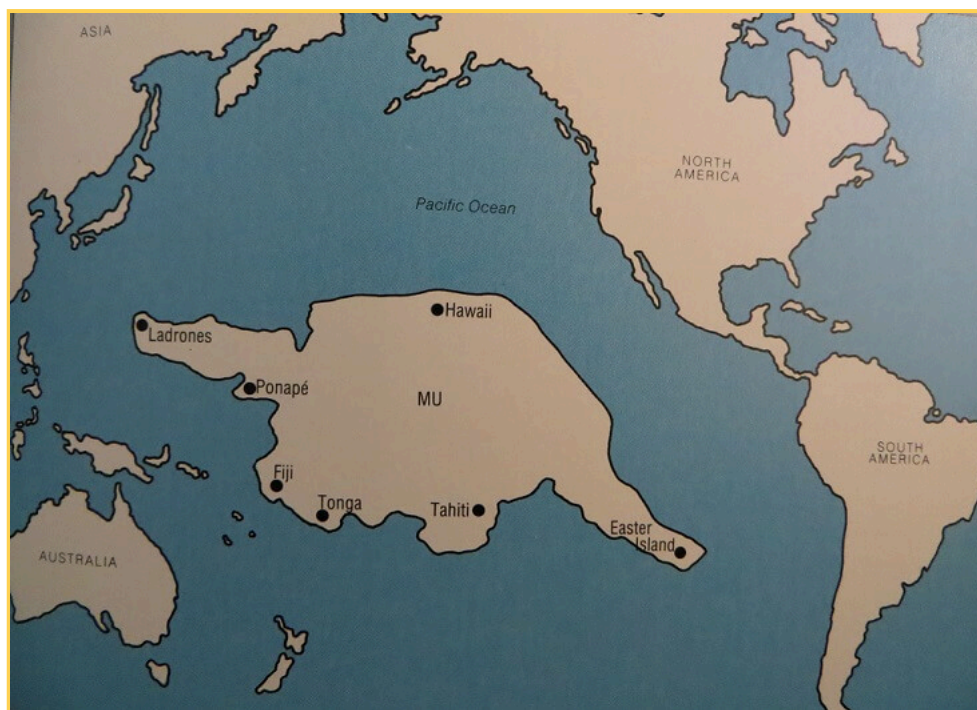 ASIA
NORTH
AMERICA
Pacific Ocean
Hawaii
Ladrones
Ponapé
MU
SOUTH
AMERICA
Fiji
Tonga
Tahiti
Easter
Island
AUSTRALIA